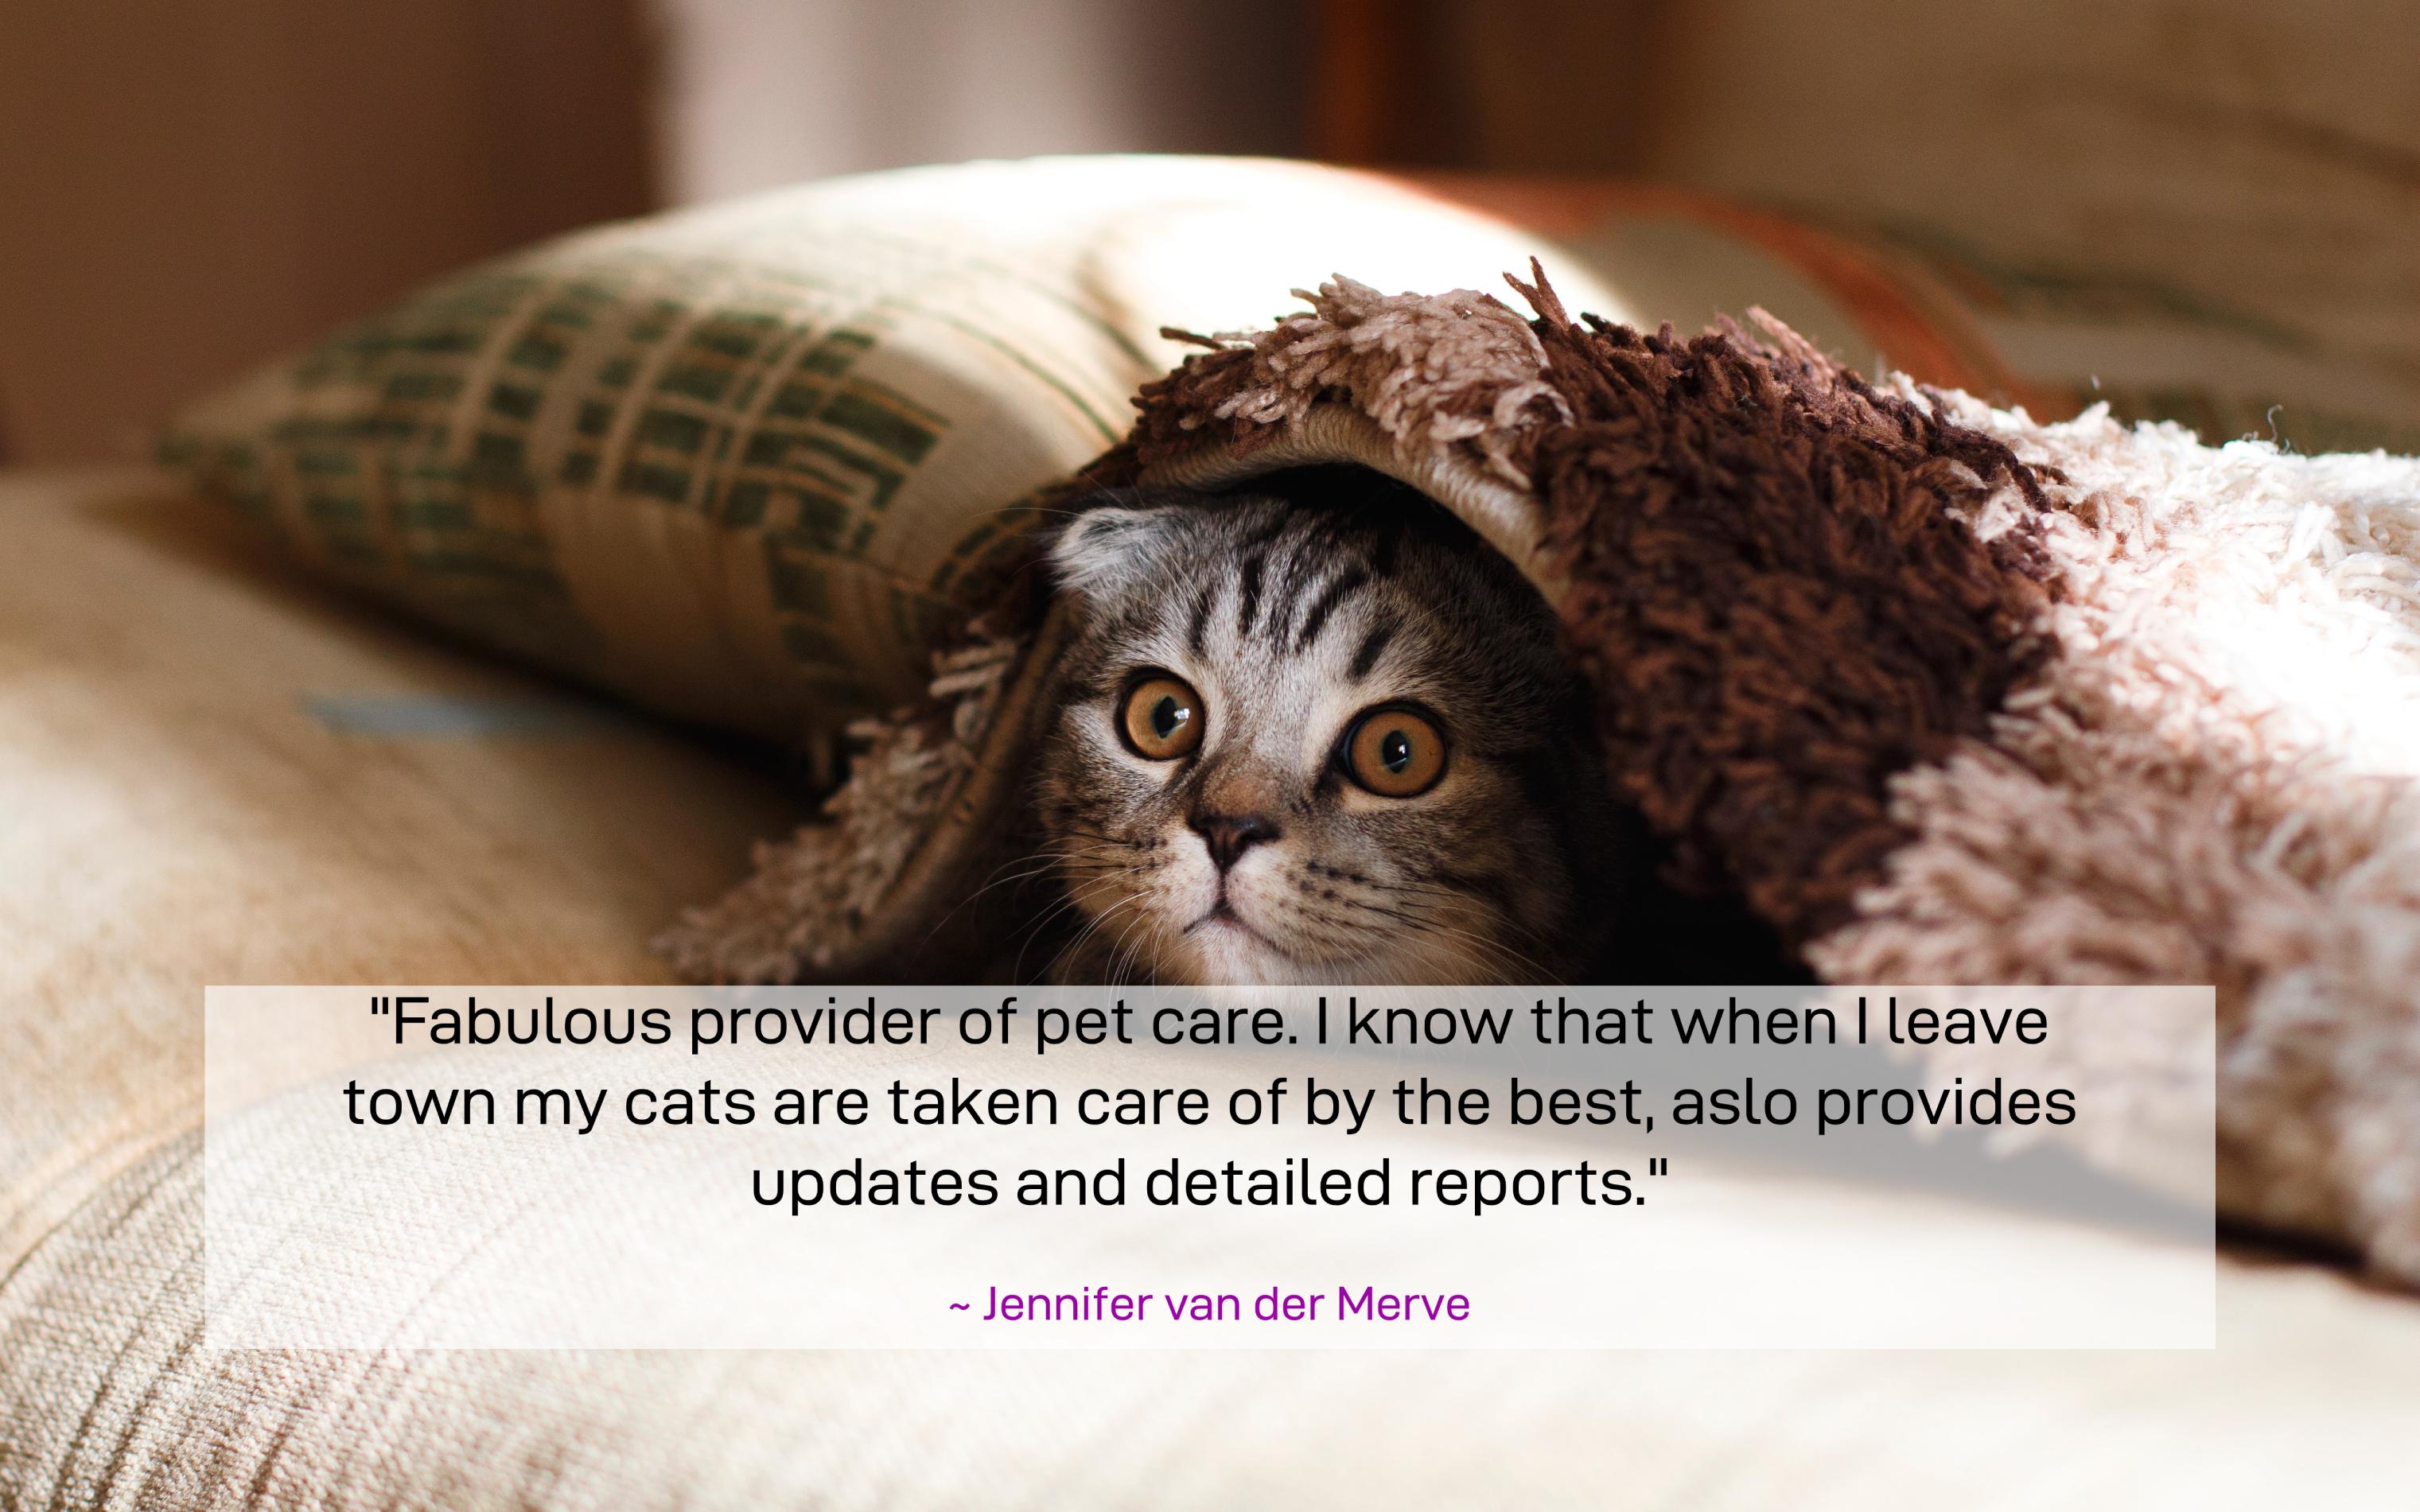 "Fabulous provider of pet care. I know that when I leave
town my cats are taken care of by the best, aslo provides
updates and detailed reports."
~ Jennifer van der Merve